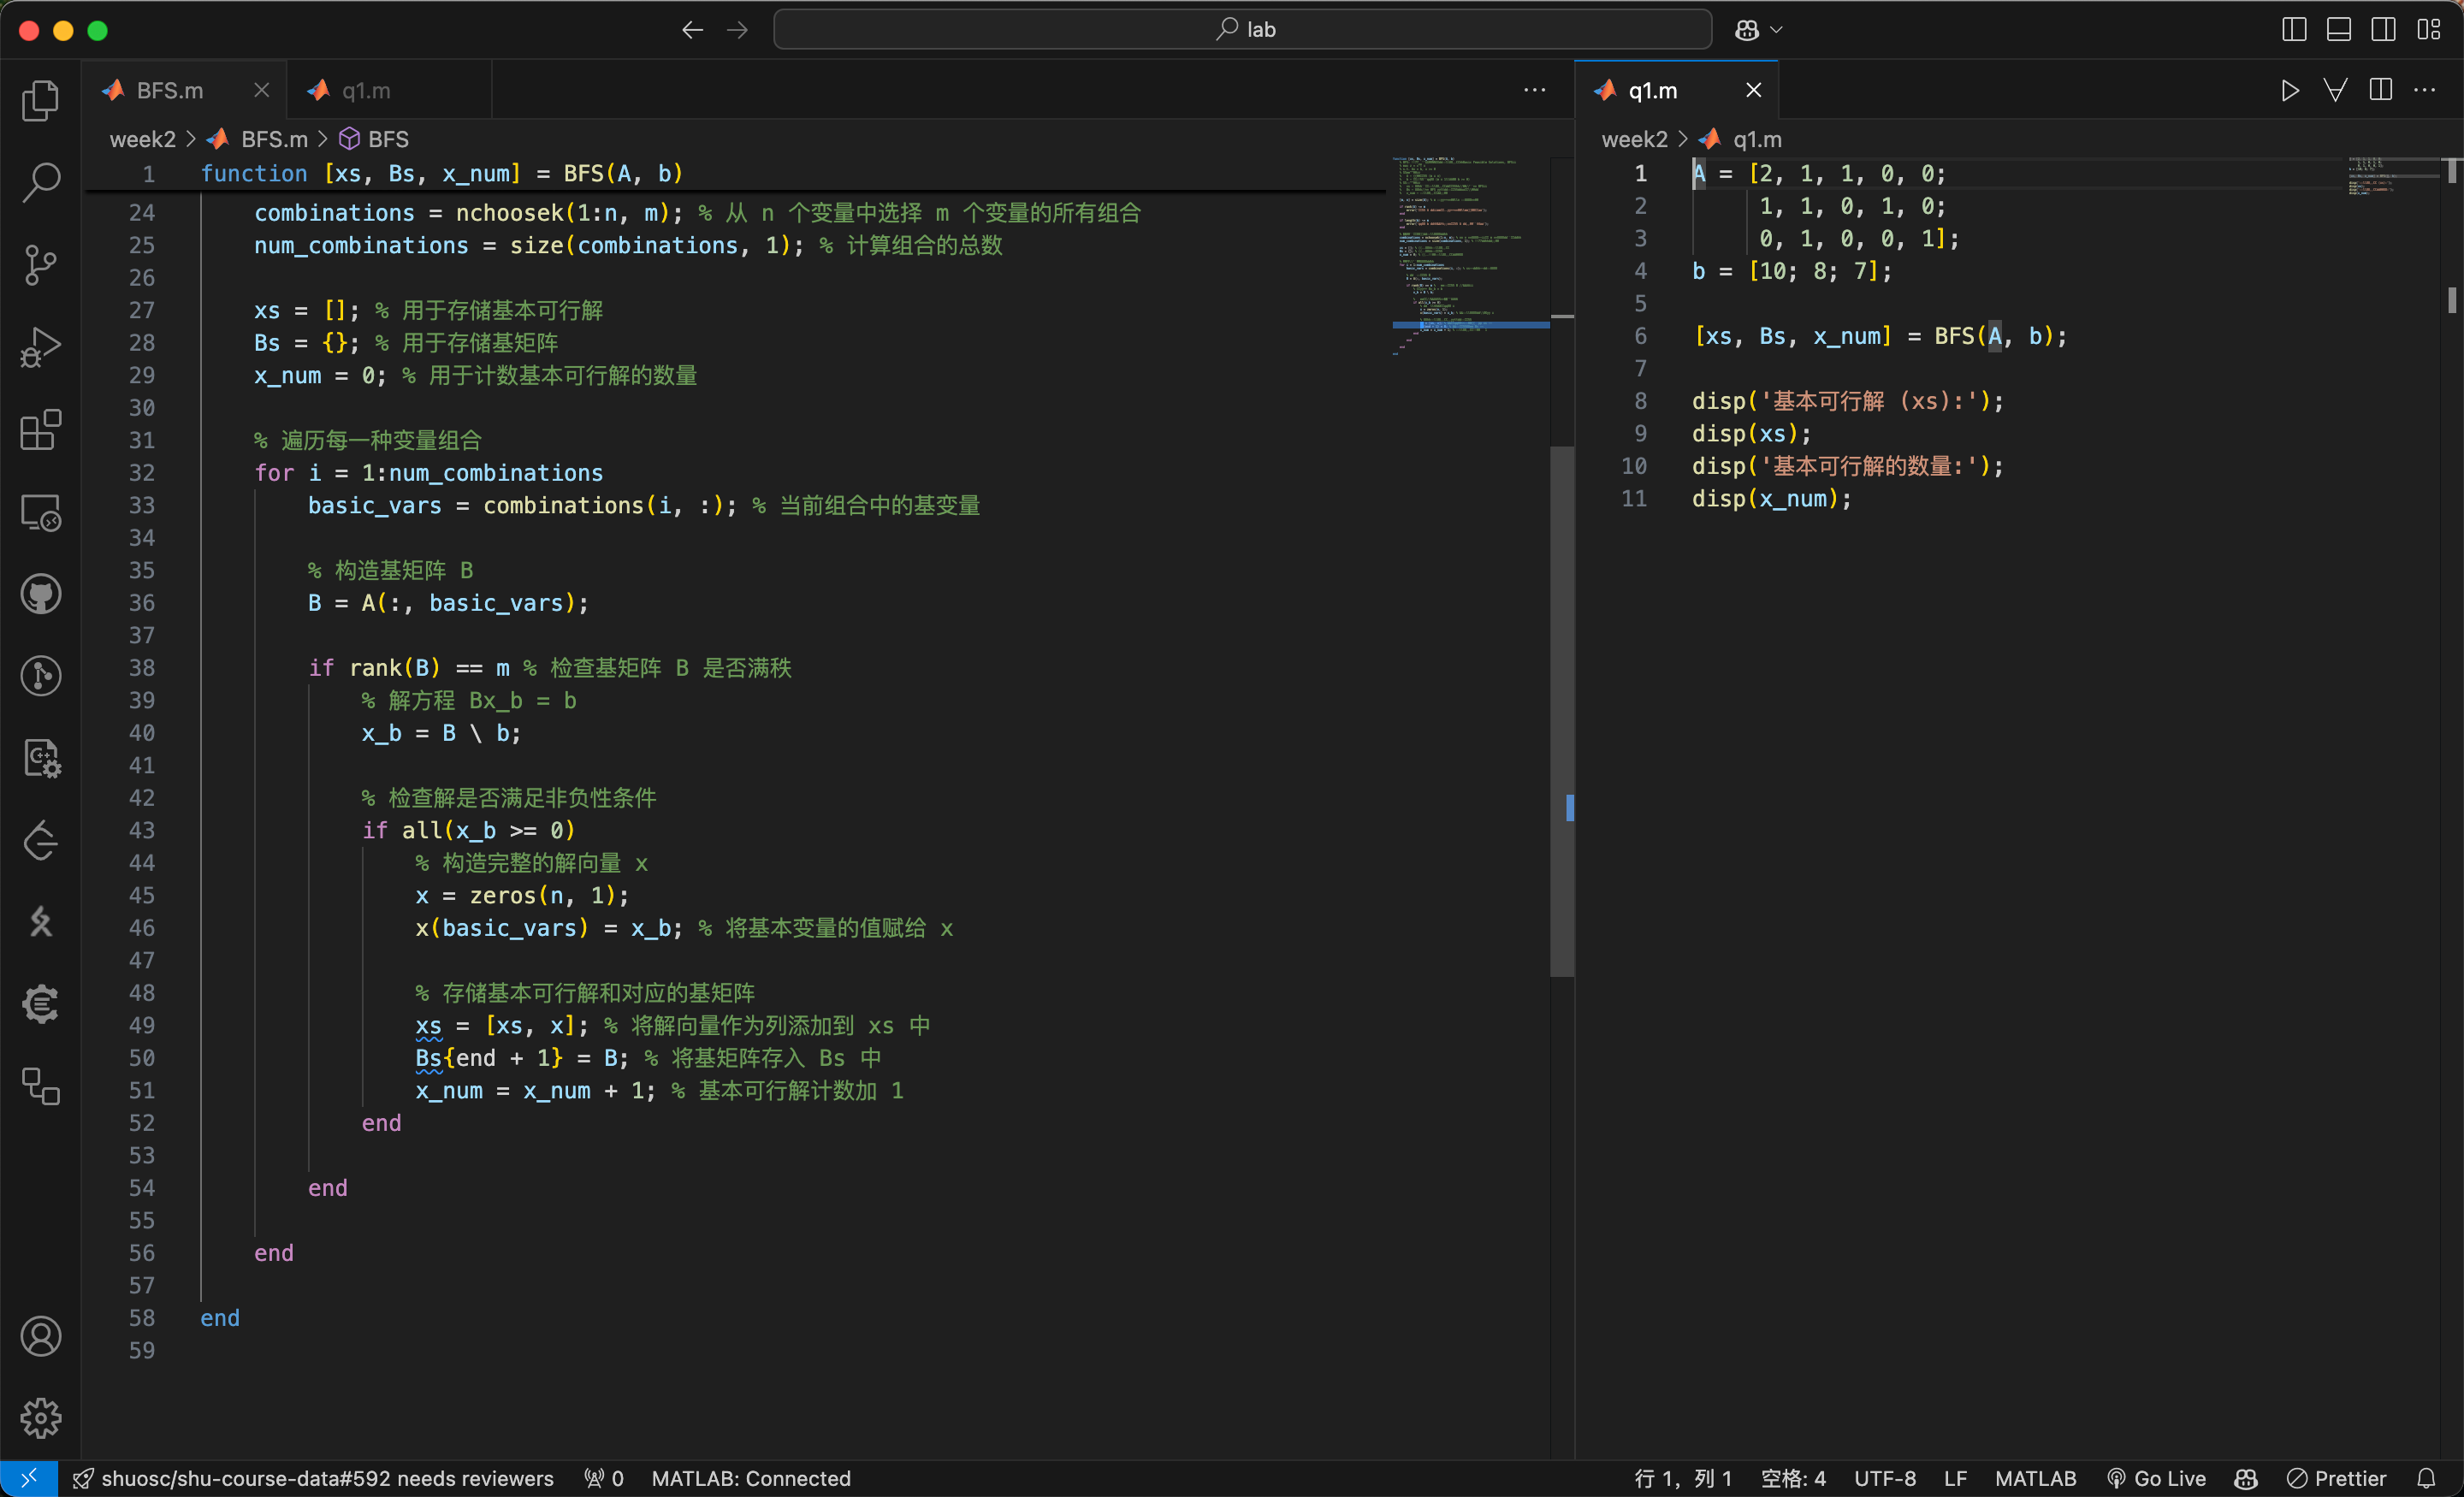 lab
BFS.m
q1.m
week2 > BFS.m > BFS
1 function [xs, Bs, x_num] = BFS(A, b)
24 combinations = nchoosek(1:n, m); % 从 n 个变量中选择 m 个变量的所有组合
25 num_combinations = size(combinations, 1); % 计算组合的总数
26
27 xs = []; % 用于存储基本可行解
28 Bs = {}; % 用于存储基矩阵
29 x_num = 0; % 用于计数基本可行解的数量
30
31 % 遍历每一种变量组合
32 for i = 1:num_combinations
33 basic_vars = combinations(i, :); % 当前组合中的基变量
34
35 % 构造基矩阵 B
36 B = A(:, basic_vars);
37
38 if rank(B) == m % 检查基矩阵 B 是否满秩
39 % 解方程 Bx_b = b
40 x_b = B \ b;
41
42 % 检查解是否满足非负性条件
43 if all(x_b >= 0)
44 % 构造完整的解向量 x
45 x = zeros(n, 1);
46 x(basic_vars) = x_b; % 将基本变量的值赋给 x
47
48 % 存储基本可行解和对应的基矩阵
49 xs = [xs, x]; % 将解向量作为列添加到 xs 中
50 Bs{end + 1} = B; % 将基矩阵存入 Bs 中
51 x_num = x_num + 1; % 基本可行解计数加 1
52 end
53
54 end
55
56 end
57
58 end
59
q1.m
week2 > q1.m
1 A = [2, 1, 1, 0, 0;
2 1, 1, 0, 1, 0;
3 0, 1, 0, 0, 1];
4 b = [10; 8; 7];
5
6 [xs, Bs, x_num] = BFS(A, b);
7
8 disp('基本可行解 (xs):');
9 disp(xs);
10 disp('基本可行解的数量:');
11 disp(x_num);
shuosc/shu-course-data#592 needs reviewers 0 MATLAB: Connected
行 1, 列 1 空格: 4 UTF-8 LF MATLAB Go Live Prettier